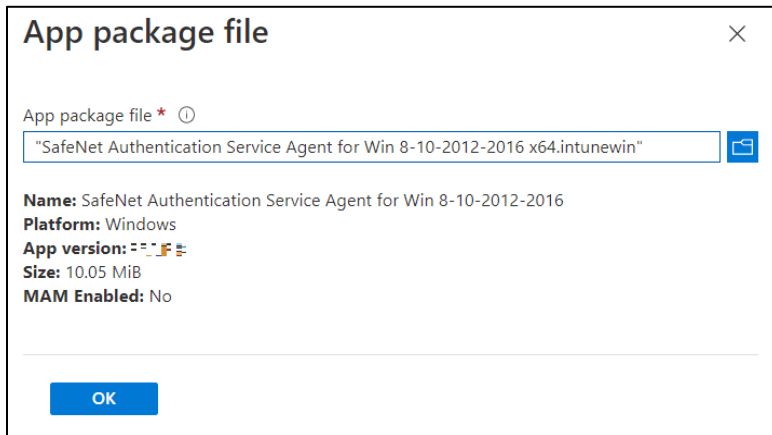 App package file
App package file *
"SafeNet Authentication Service Agent for Win 8-10-2012-2016 x64.intunewin"
Name: SafeNet Authentication Service Agent for Win 8-10-2012-2016
Platform: Windows
App version:
Size: 10.05 MiB
MAM Enabled: No
OK